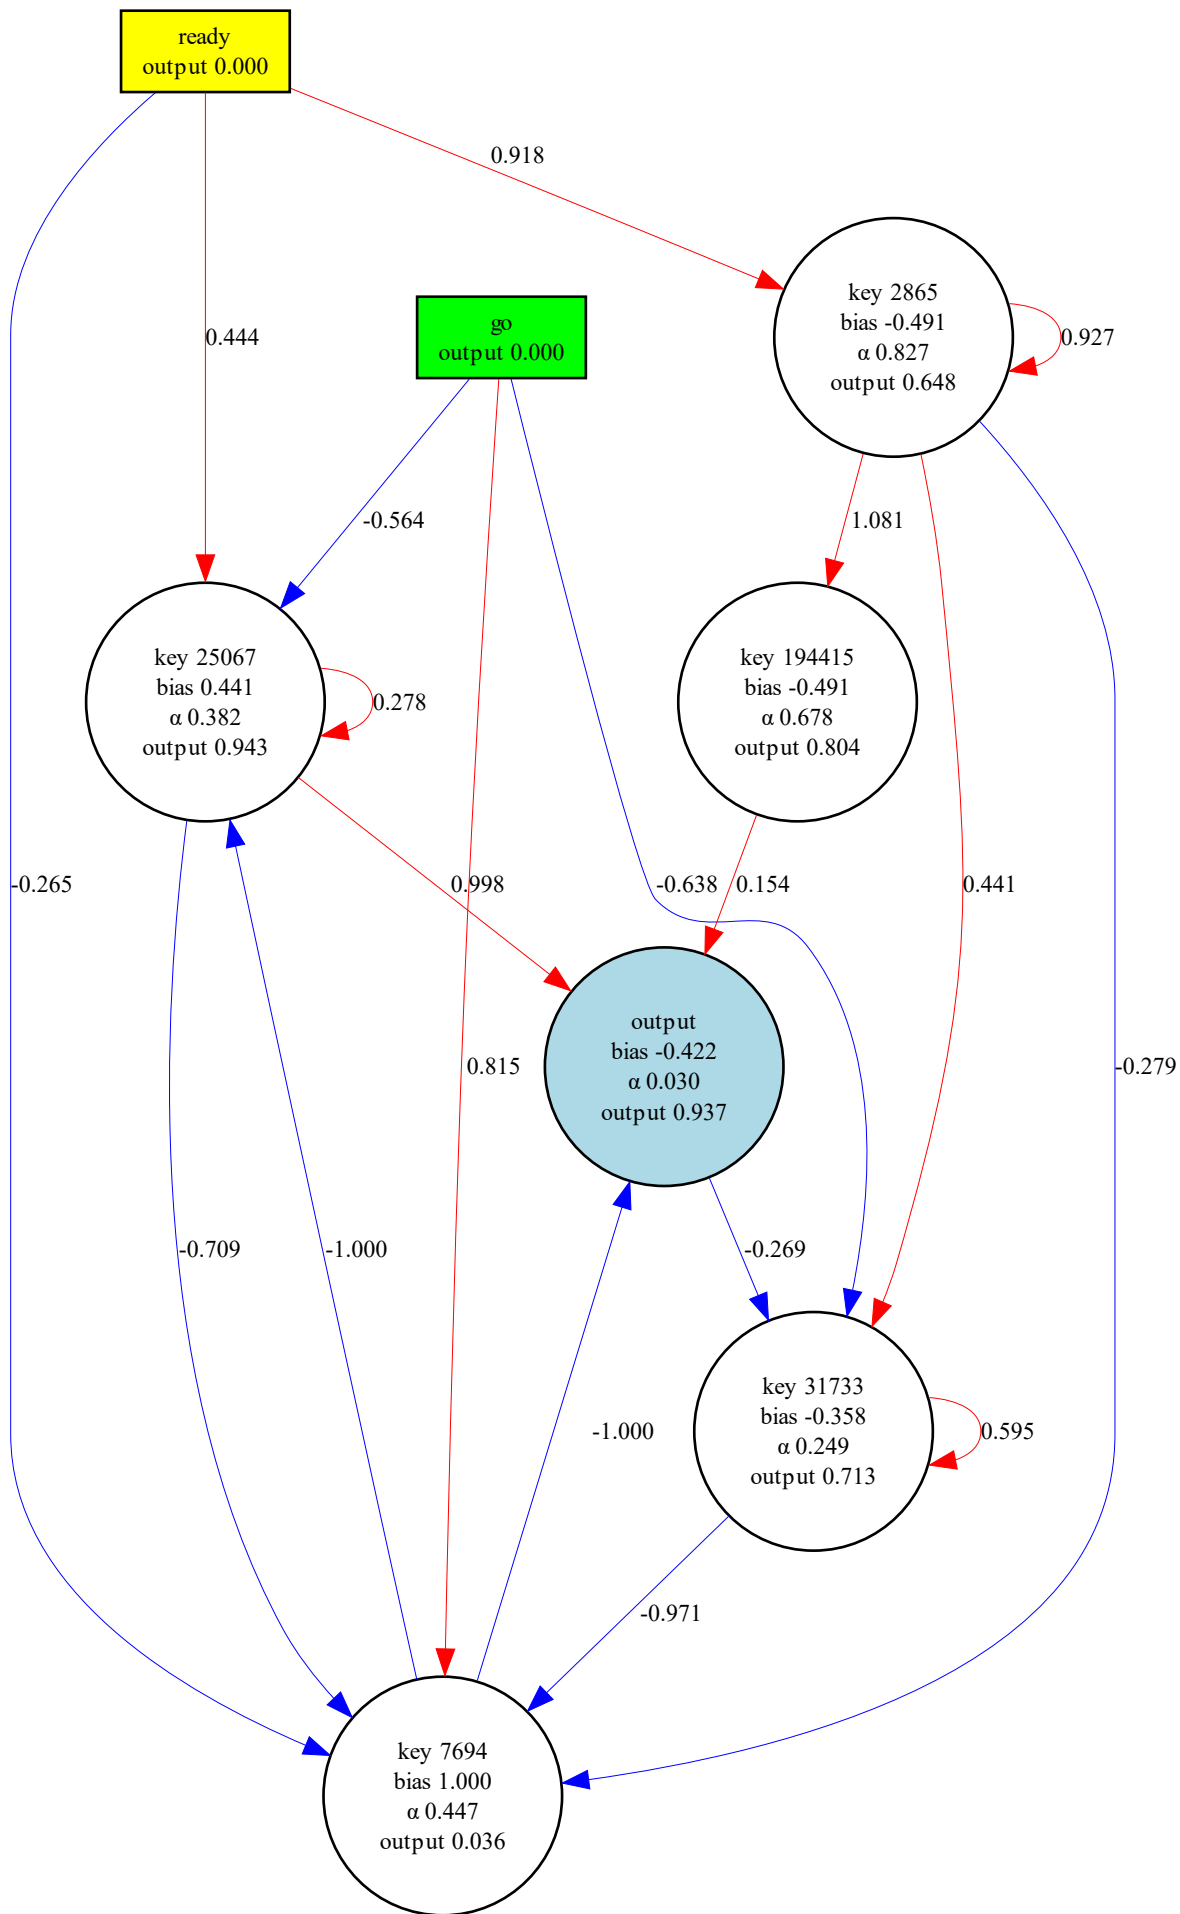 ready
output 0.000
0.918
key 2865
bias -0.491
α 0.827
output 0.648
0.927
go
output 0.000
0.444
-0.564
1.081
key 25067
bias 0.441
α 0.382
output 0.943
0.278
key 194415
bias -0.491
α 0.678
output 0.804
-0.265
0.998
-0.638
0.154
0.441
output
bias -0.422
α 0.030
output 0.937
0.815
-0.279
-0.709
-1.000
-0.269
key 31733
bias -0.358
α 0.249
output 0.713
-1.000
0.595
-0.971
key 7694
bias 1.000
α 0.447
output 0.036